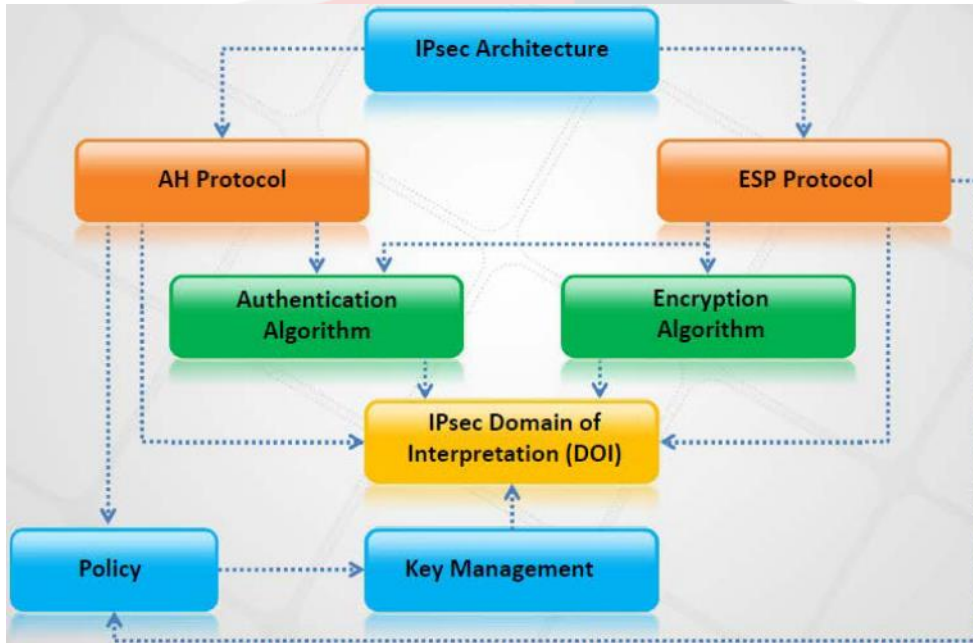 IPsec Architecture
AH Protocol
ESP Protocol
Authentication
Algorithm
Encryption
Algorithm
IPsec Domain of
Interpretation (DOI)
Policy
Key Management